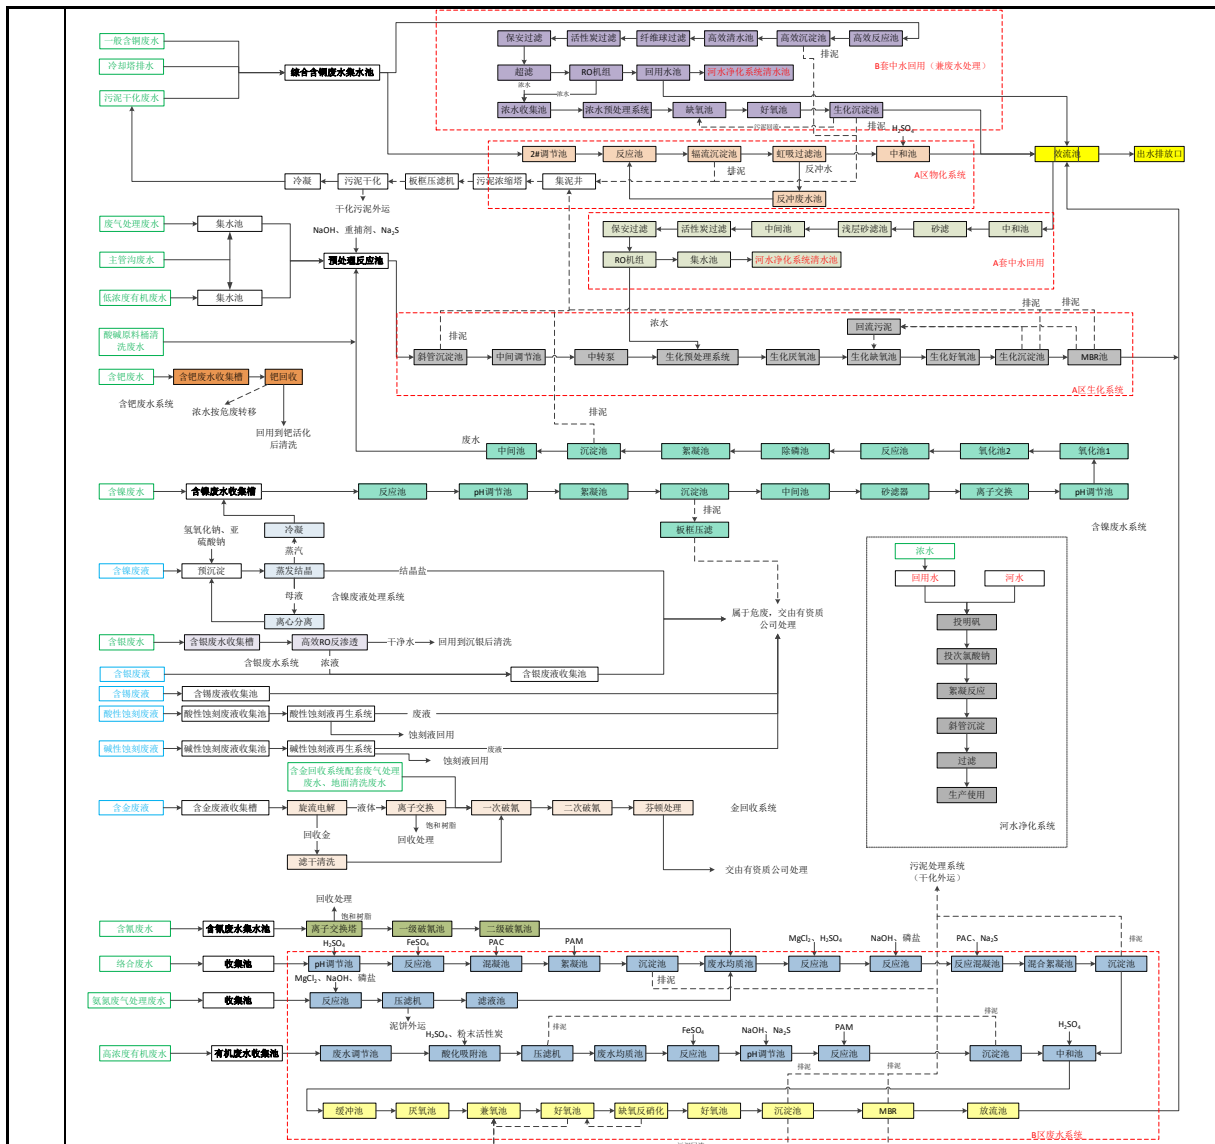 一般含铜废水
冷却塔排水
污泥干化废水
综合含铜废水集水池
保安过滤
活性炭过滤
纤维球过滤
高效清水池
高效沉淀池
高效反应池
排泥
B套中水回用（兼废水处理）
超滤
RO机组
回用水池
河水净化系统清水池
浓水
浓水
浓水收集池
浓水预处理系统
缺氧池
好氧池
生化沉淀池
污泥回流
排泥
H₂SO₄
2#调节池
反应池
辐流沉淀池
虹吸过滤池
中和池
放流池
出水排放口
排泥
反冲水
A区物化系统
反冲废水池
冷凝
污泥干化
板框压滤机
污泥浓缩塔
集泥井
干化污泥外运
废气处理废水
集水池
主管沟废水
低浓度有机废水
集水池
NaOH、重捕剂、Na₂S
预处理反应池
保安过滤
活性炭过滤
中间池
浅层砂滤池
砂滤
中和池
RO机组
集水池
河水净化系统清水池
A套中水回用
浓水
排泥
排泥
排泥
酸碱原料桶清
洗废水
回流污泥
斜管沉淀池
中间调节池
中转泵
生化预处理系统
生化厌氧池
生化缺氧池
生化好氧池
生化沉淀池
MBR池
A区生化系统
含钯废水
含钯废水收集槽
钯回收
含钯废水系统
浓水按危废转移
回用到钯活化
后清洗
排泥
废水
中间池
沉淀池
絮凝池
除磷池
反应池
氧化池2
氧化池1
含镍废水
含镍废水收集槽
反应池
pH调节池
絮凝池
沉淀池
中间池
砂滤器
离子交换
pH调节池
排泥
板框压滤
含镍废水系统
氢氧化钠、亚
硫酸钠
冷凝
蒸汽
含镍废液
预沉淀
蒸发结晶
结晶盐
母液
含镍废液处理系统
离心分离
属于危废，交由有资质
公司处理
含银废水
含银废水收集槽
高效RO反渗透
干净水
回用到沉银后清洗
含银废水系统
浓液
含银废液
含银废液收集池
含锡废液
含锡废液收集池
酸性蚀刻废液
酸性蚀刻废液收集池
酸性蚀刻液再生系统
废液
蚀刻液回用
碱性蚀刻废液
碱性蚀刻废液收集池
碱性蚀刻液再生系统
废液
蚀刻液回用
浓水
回用水
河水
投明矾
投次氯酸钠
絮凝反应
斜管沉淀
过滤
生产使用
河水净化系统
含金回收系统配套废气处理
废水、地面清洗废水
含金废液
含金废液收集槽
旋流电解
液体
离子交换
一次破氰
二次破氰
芬顿处理
金回收系统
回收金
饱和树脂
回收处理
滤干清洗
交由有资质公司处理
污泥处理系统
（干化外运）
回收处理
饱和树脂
含氰废水
含氰废水集水池
离子交换塔
一级破氰池
二级破氰池
H₂SO₄
FeSO₄
PAC
PAM
MgCl₂、H₂SO₄
NaOH、磷盐
PAC、Na₂S
排泥
络合废水
收集池
pH调节池
反应池
混凝池
絮凝池
沉淀池
废水均质池
反应池
反应池
反应混凝池
混合絮凝池
沉淀池
MgCl₂、NaOH、磷盐
排泥
氨氮废气处理废水
收集池
反应池
压滤机
滤液池
泥饼外运
H₂SO₄、粉末活性炭
排泥
FeSO₄
NaOH、Na₂S
PAM
排泥
H₂SO₄
高浓度有机废水
有机废水收集池
废水调节池
酸化吸附池
压滤机
废水均质池
反应池
pH调节池
反应池
沉淀池
中和池
排泥
排泥
缓冲池
厌氧池
兼氧池
好氧池
缺氧反硝化
好氧池
沉淀池
MBR
放流池
B区废水系统